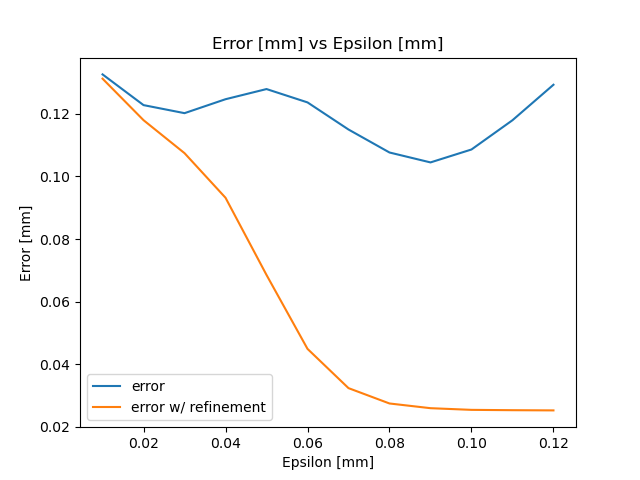 Error [mm] vs Epsilon [mm]
Error [mm]
0.12
0.10
0.08
0.06
0.04
0.02
error
error w/ refinement
0.02 0.04 0.06 0.08 0.10 0.12
Epsilon [mm]